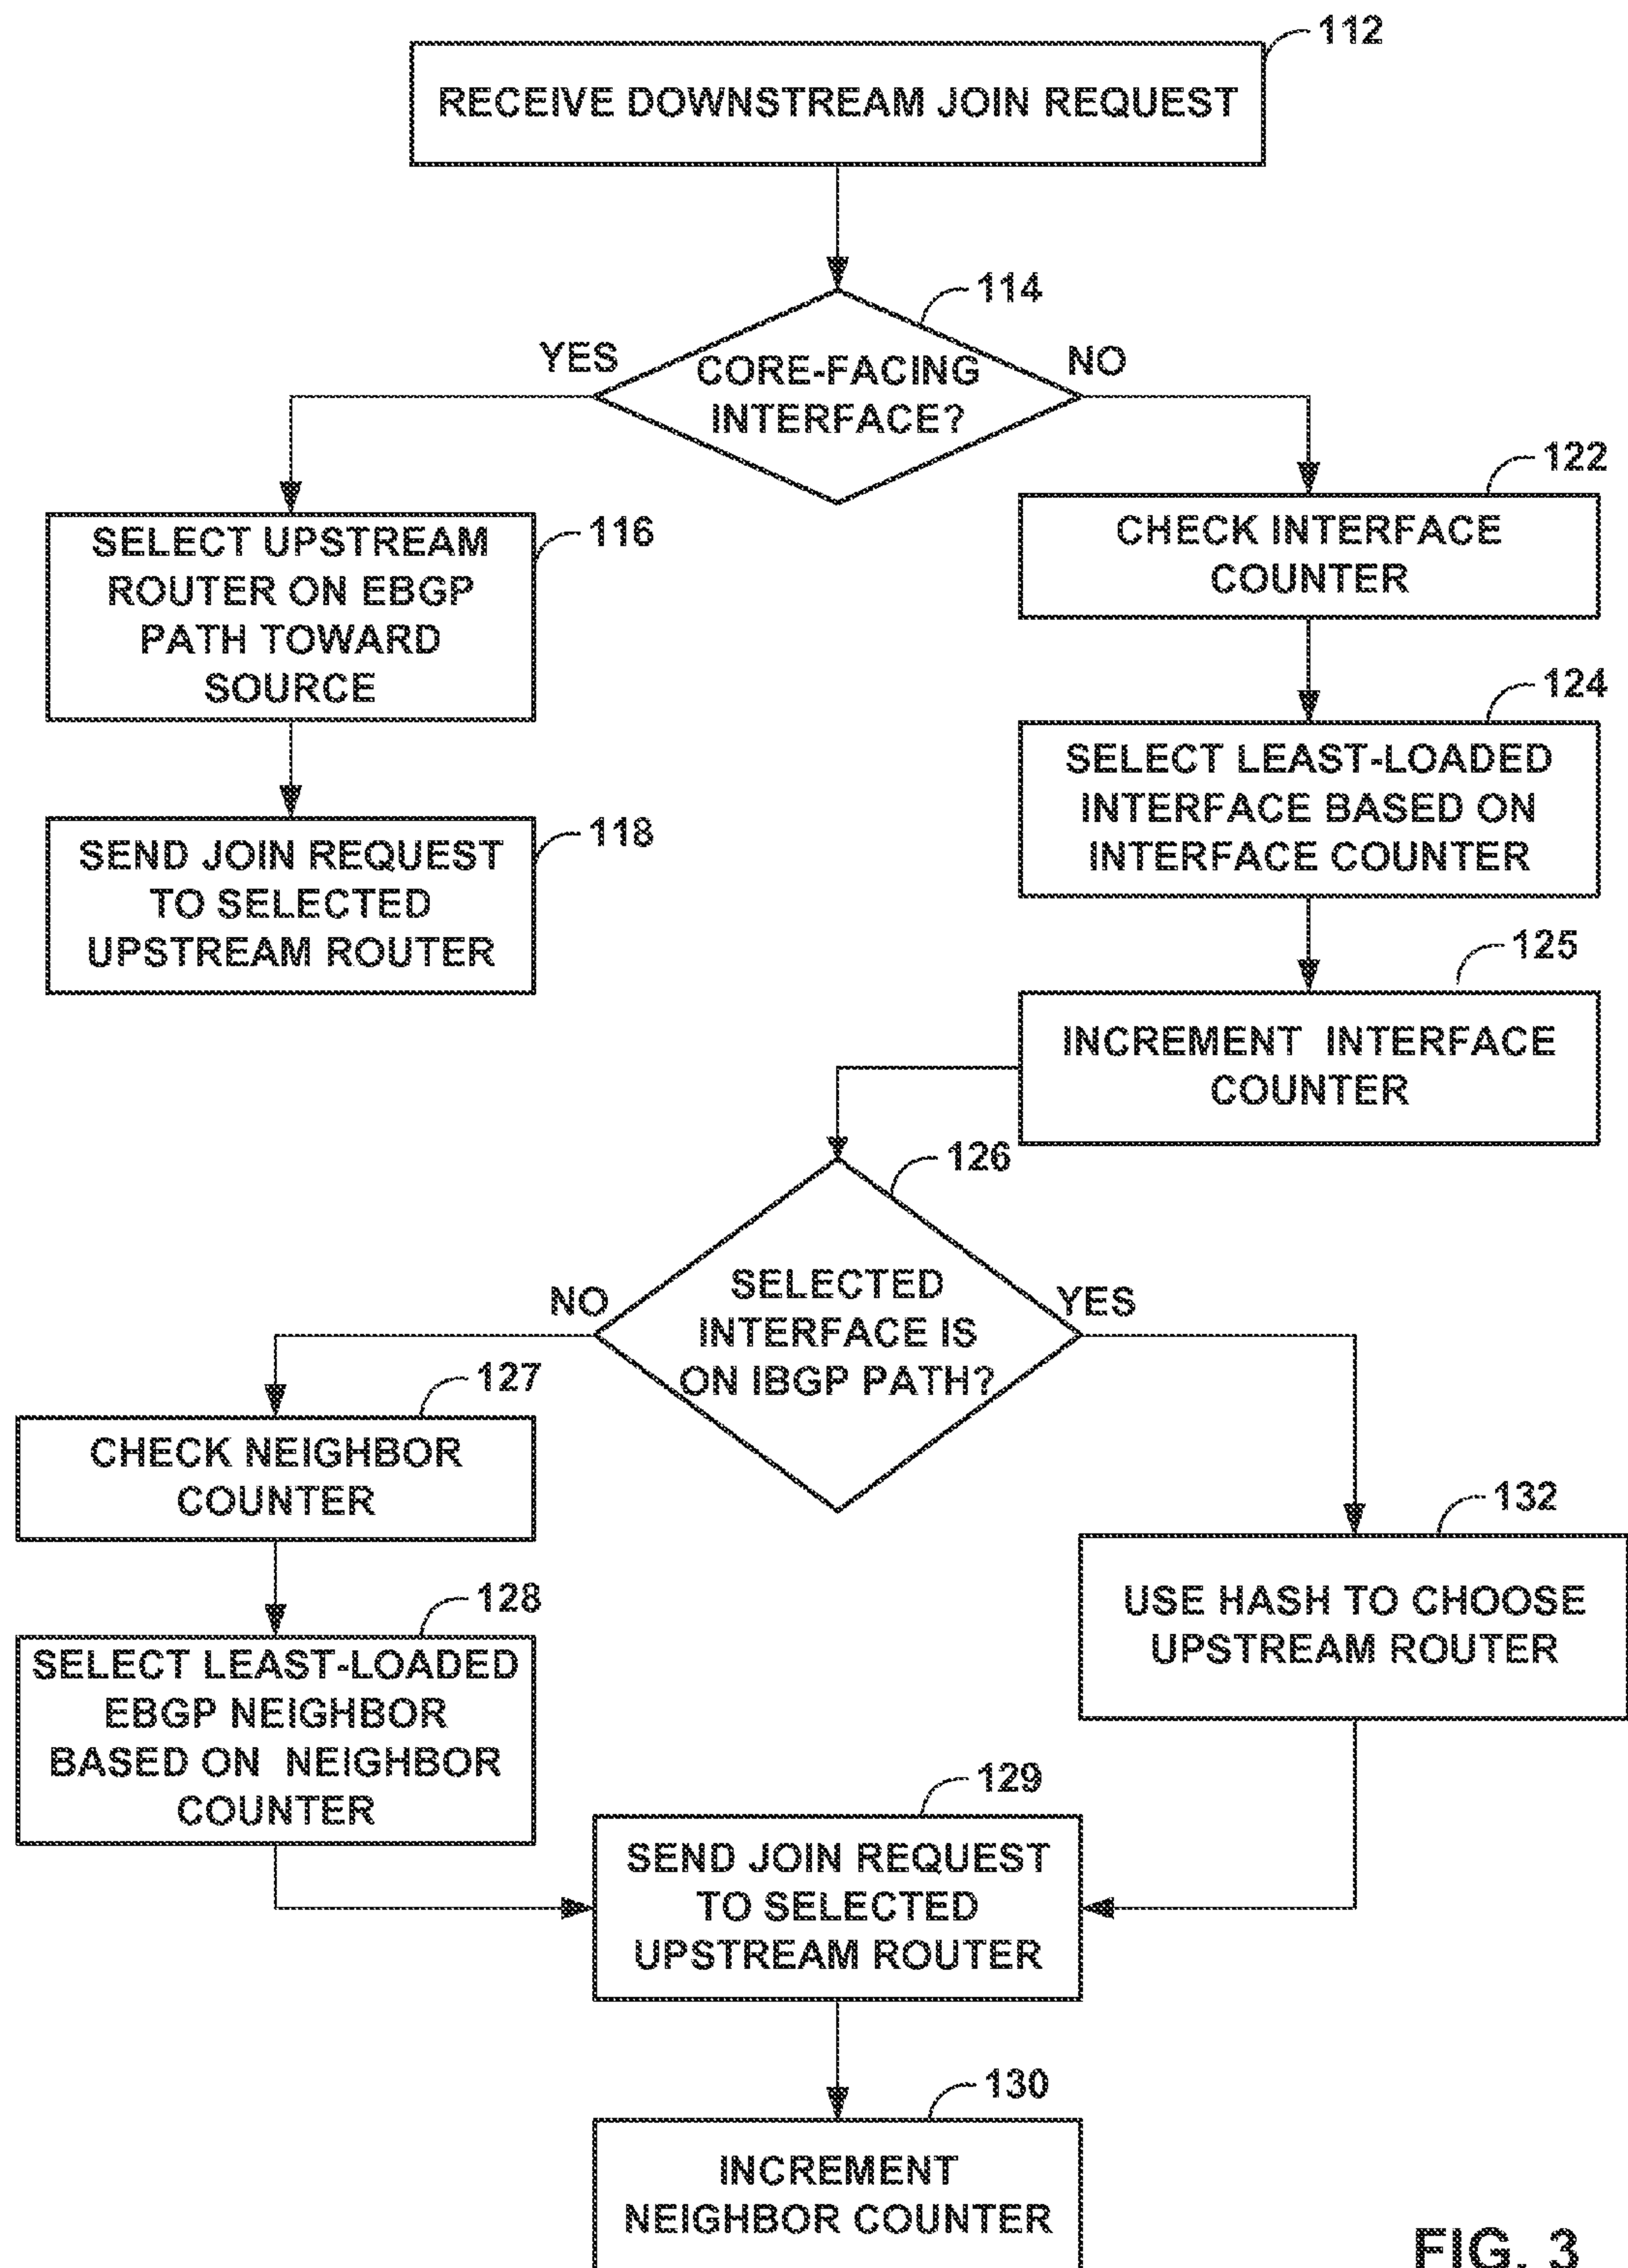 112
RECEIVE DOWNSTREAM JOIN REQUEST
114
YES
CORE-FACING
INTERFACE?
NO
116
SELECT UPSTREAM
ROUTER ON EBGP
PATH TOWARD
SOURCE
122
CHECK INTERFACE
COUNTER
118
SEND JOIN REQUEST
TO SELECTED
UPSTREAM ROUTER
124
SELECT LEAST-LOADED
INTERFACE BASED ON
INTERFACE COUNTER
125
INCREMENT INTERFACE
COUNTER
126
NO
SELECTED
INTERFACE IS
ON IBGP PATH?
YES
127
CHECK NEIGHBOR
COUNTER
132
USE HASH TO CHOOSE
UPSTREAM ROUTER
128
SELECT LEAST-LOADED
EBGP NEIGHBOR
BASED ON NEIGHBOR
COUNTER
129
SEND JOIN REQUEST
TO SELECTED
UPSTREAM ROUTER
130
INCREMENT
NEIGHBOR COUNTER
FIG. 3